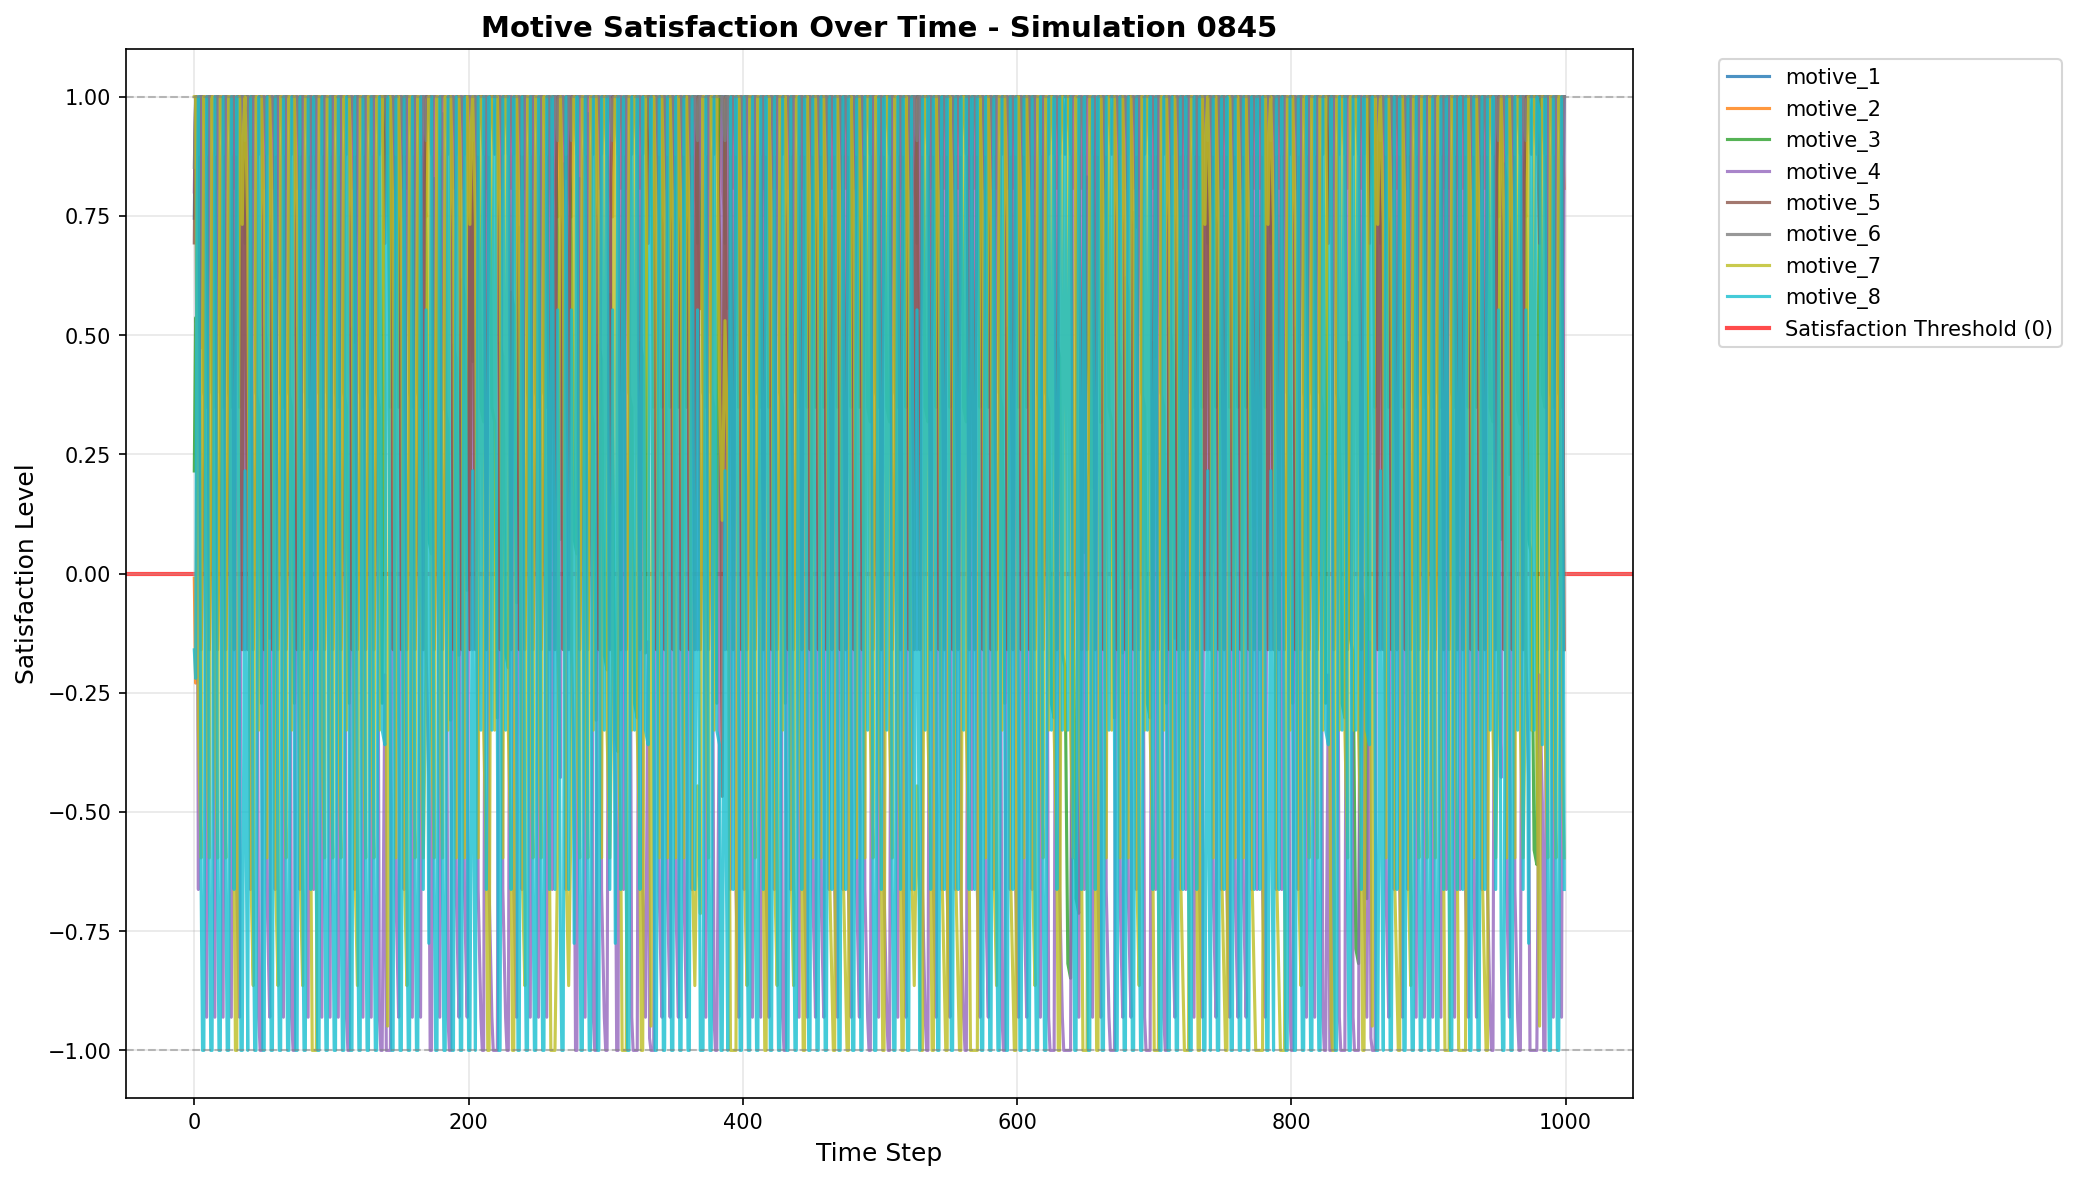 Motive Satisfaction Over Time - Simulation 0845
Satisfaction Level
1.00
0.75
0.50
0.25
0.00
−0.25
−0.50
−0.75
−1.00
0
200
400
600
800
1000
Time Step
motive_1
motive_2
motive_3
motive_4
motive_5
motive_6
motive_7
motive_8
Satisfaction Threshold (0)